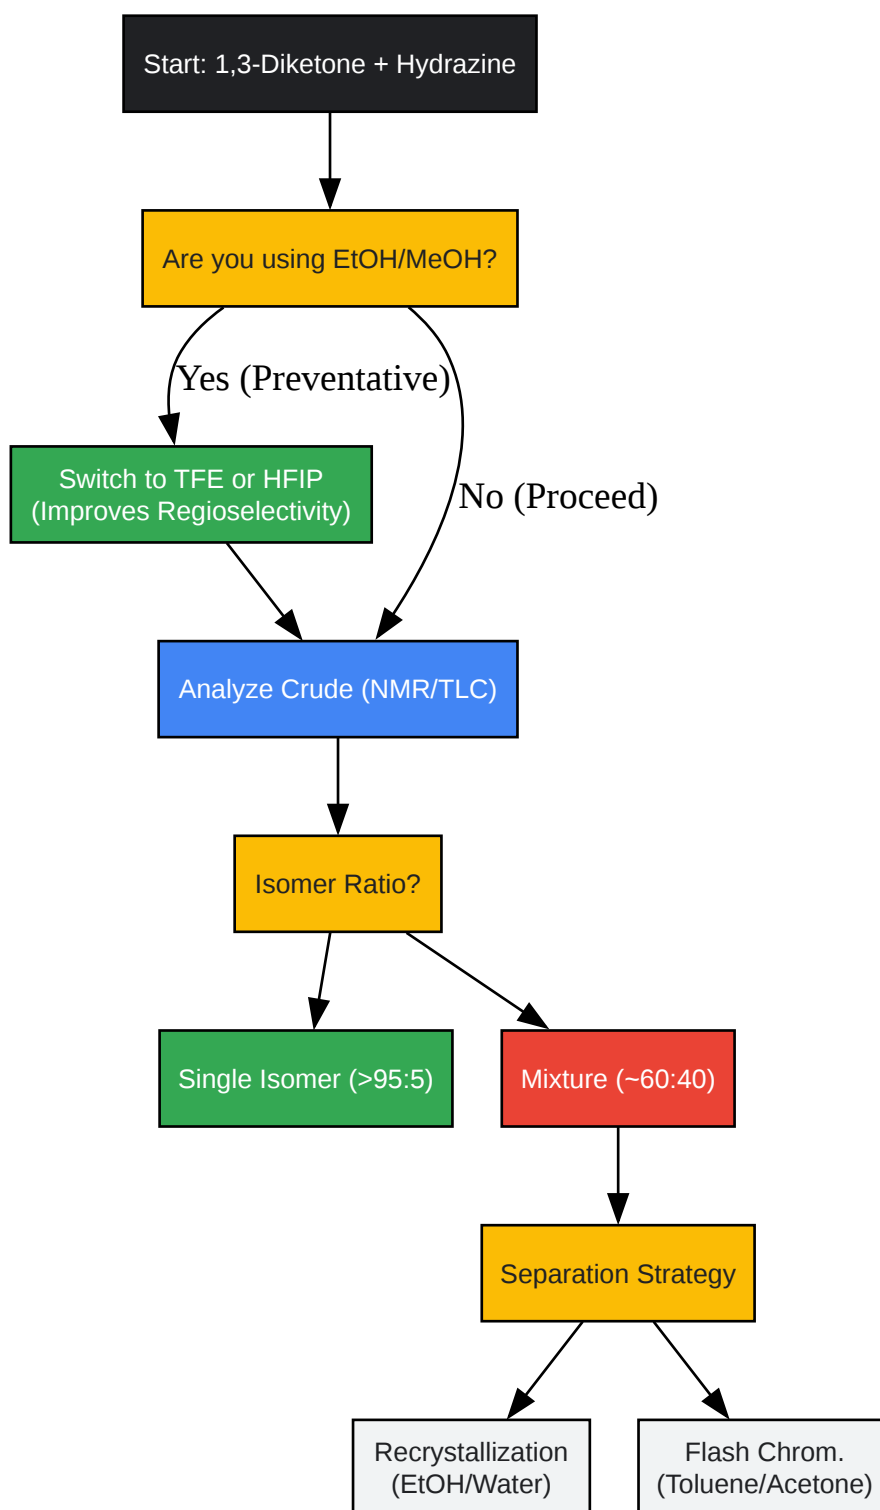 Start: 1,3-Diketone + Hydrazine
Are you using EtOH/MeOH?
Yes (Preventative)
Switch to TFE or HFIP
(Improves Regioselectivity)
No (Proceed)
Analyze Crude (NMR/TLC)
Isomer Ratio?
Single Isomer (>95:5)
Mixture (~60:40)
Separation Strategy
Recrystallization
(EtOH/Water)
Flash Chrom.
(Toluene/Acetone)